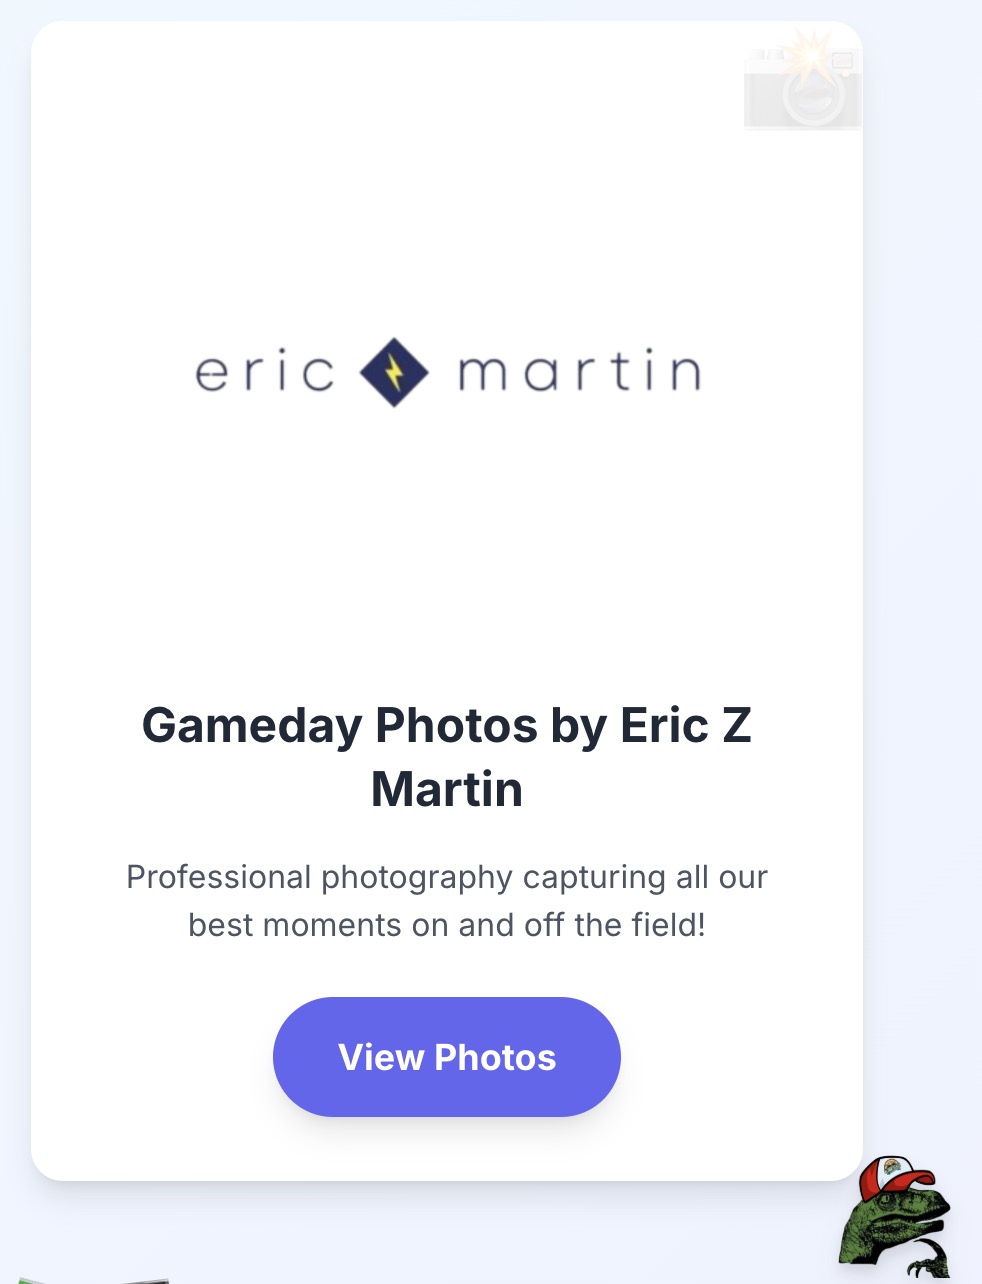 eric martin
Gameday Photos by Eric Z
Martin
Professional photography capturing all our
best moments on and off the field!
View Photos